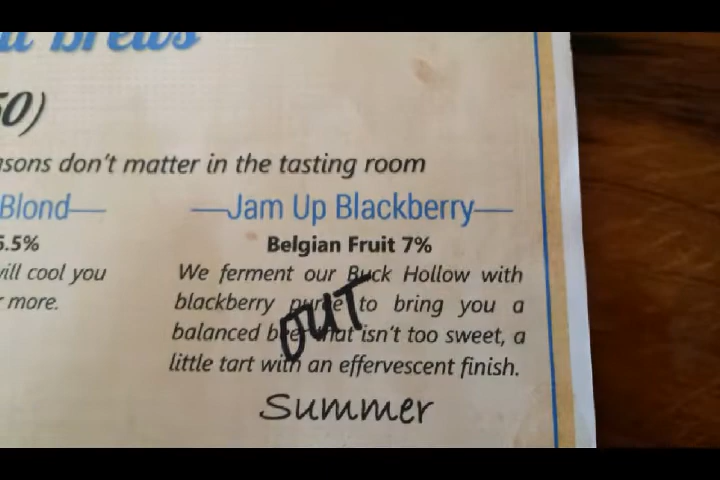 Brews
50)
asons don't matter in the tasting room
Blond
5.5%
will cool you
r more.
Jam Up Blackberry
Belgian Fruit 7%
We ferment our Buck Hollow with
blackberry puree to bring you a
balanced beer that isn't too sweet, a
little tart with an effervescent finish.
OUT
Summer